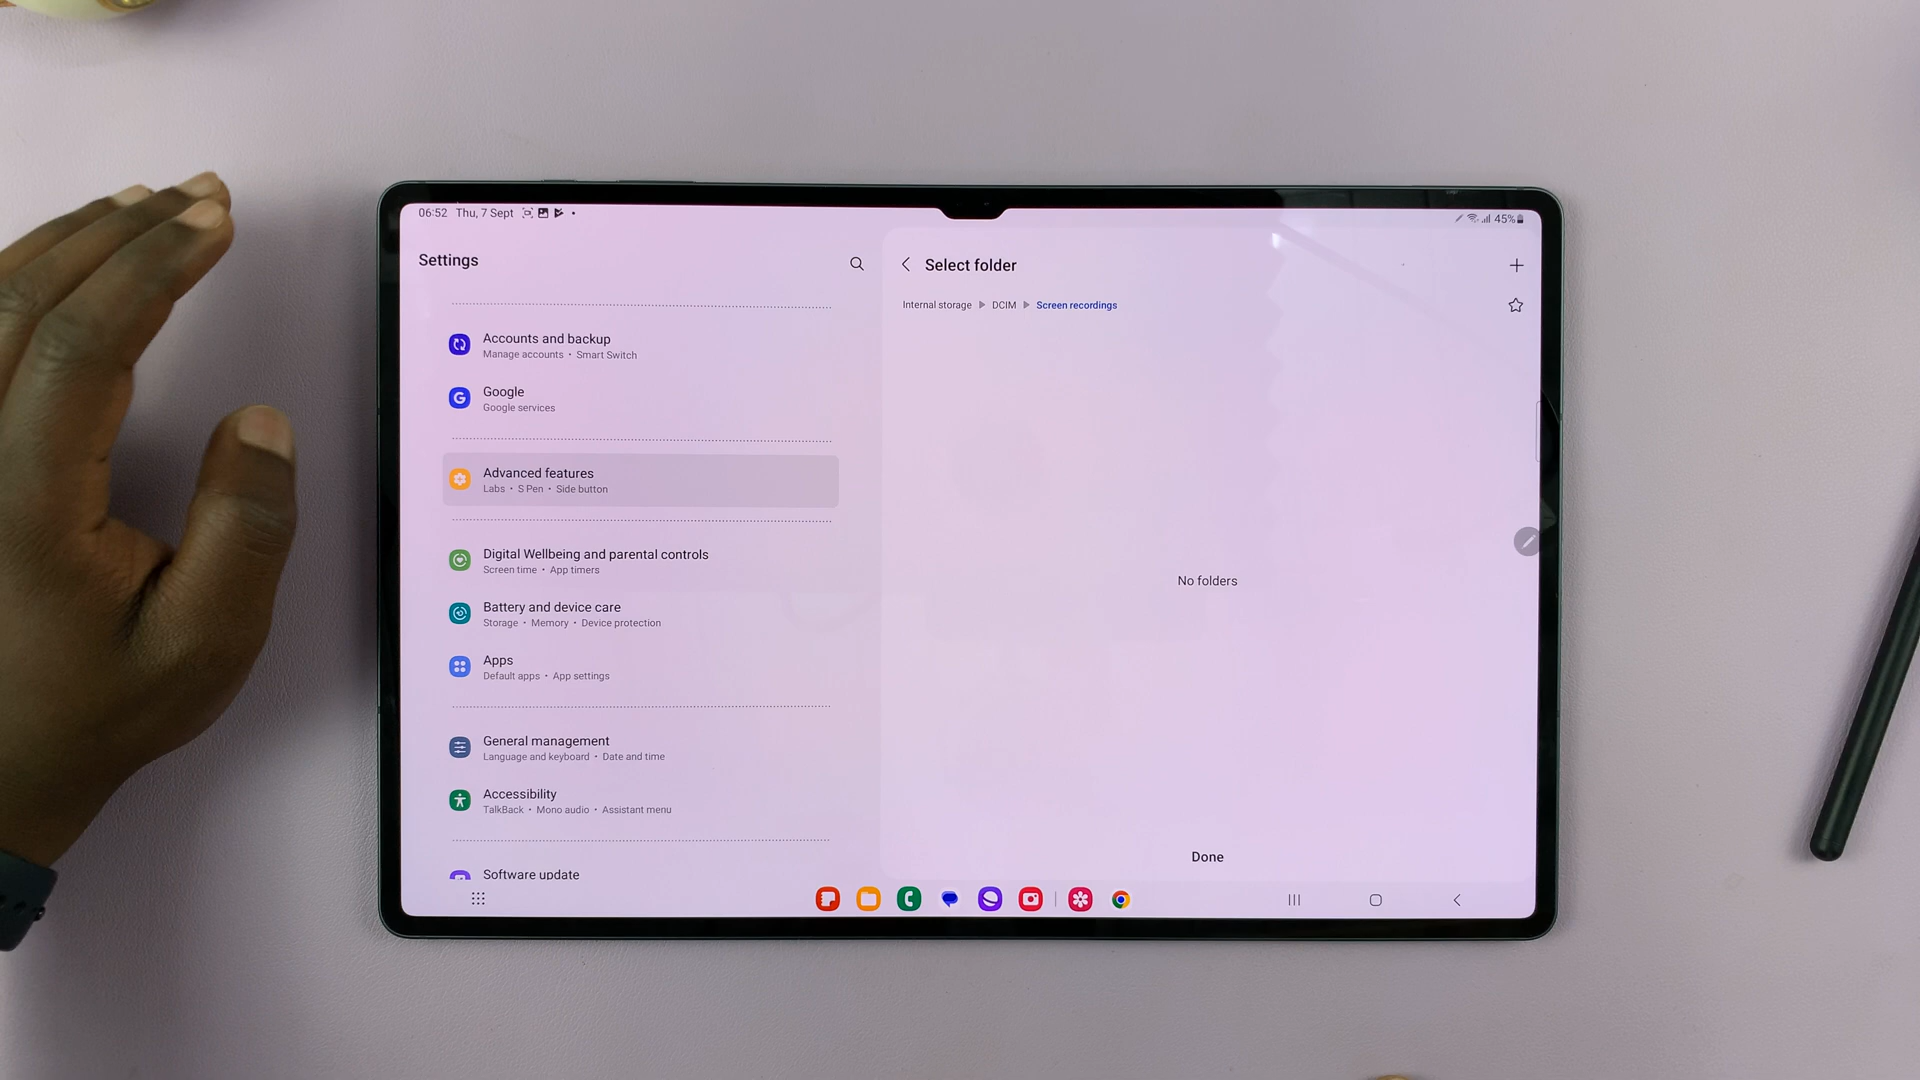 06:52 Thu, 7 Sept
45%
Settings
Accounts and backup
Manage accounts • Smart Switch
Google
Google services
Advanced features
Labs • S Pen • Side button
Digital Wellbeing and parental controls
Screen time • App timers
Battery and device care
Storage • Memory • Device protection
Apps
Default apps • App settings
General management
Language and keyboard • Date and time
Accessibility
TalkBack • Mono audio • Assistant menu
Software update
Select folder
Internal storage ▶ DCIM ▶ Screen recordings
No folders
Done